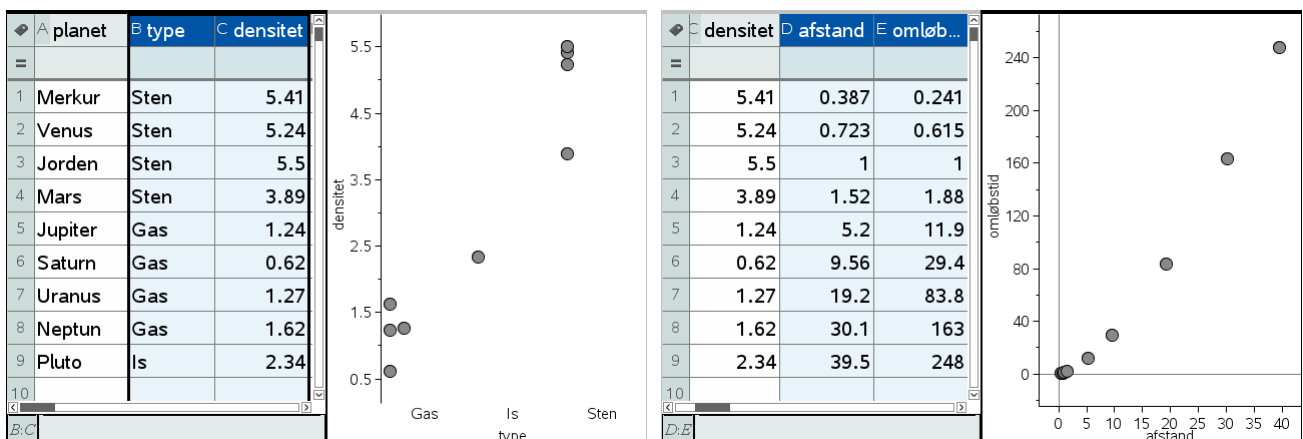 A planet B type C densitet
=
1 Merkur Sten 5.41
2 Venus Sten 5.24
3 Jorden Sten 5.5
4 Mars Sten 3.89
5 Jupiter Gas 1.24
6 Saturn Gas 0.62
7 Uranus Gas 1.27
8 Neptun Gas 1.62
9 Pluto Is 2.34
10
B:C
5.5
4.5
3.5
2.5
1.5
0.5
densitet
Gas Is Sten
type
C densitet D afstand E omløb...
=
1 5.41 0.387 0.241
2 5.24 0.723 0.615
3 5.5 1 1
4 3.89 1.52 1.88
5 1.24 5.2 11.9
6 0.62 9.56 29.4
7 1.27 19.2 83.8
8 1.62 30.1 163
9 2.34 39.5 248
10
D:E
240
200
160
120
80
40
0
omløbstid
0 5 10 15 20 25 30 35 40
afstand